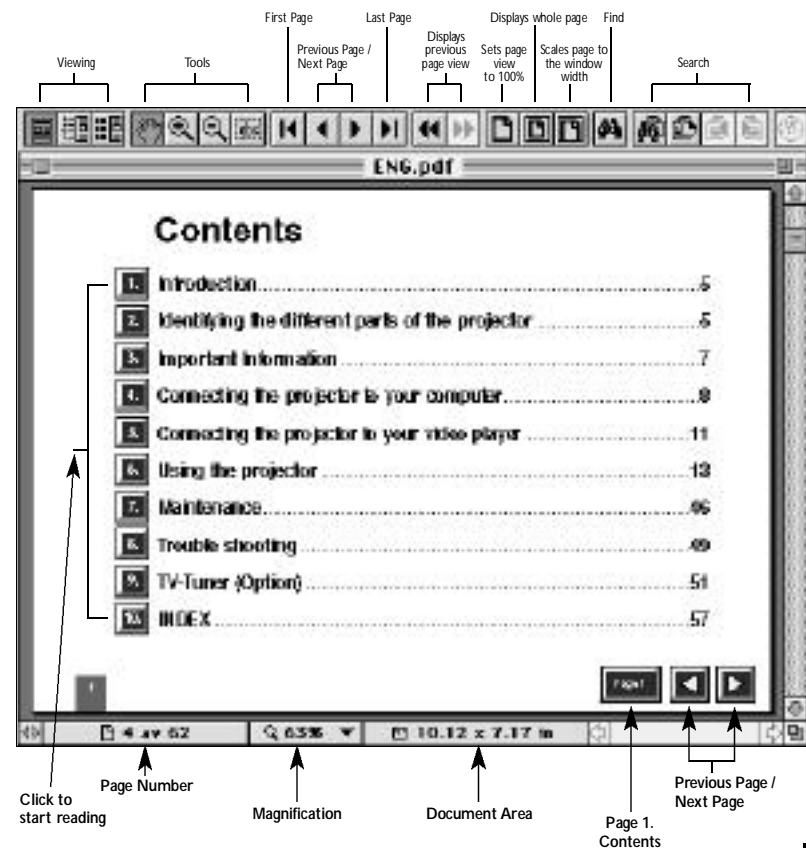 First Page
Last Page
Displays whole page
Find
Viewing
Tools
Previous Page /
Next Page
Displays
previous
page view
Sets page
view
to 100%
Scales page to
the window
width
Search
abc
ENG.pdf
Contents
1. Introduction 5
2. Identifying the different parts of the projector 5
3. Important information 7
4. Connecting the projector to your computer 8
5. Connecting the projector to your video player 11
6. Using the projector 13
7. Maintenance 46
8. Trouble shooting 49
9. TV-Tuner (Option) 51
10. INDEX 57
4 av 62
63%
10.12 x 7.17 in
Click to
start reading
Page Number
Magnification
Document Area
Page 1.
Contents
Previous Page /
Next Page